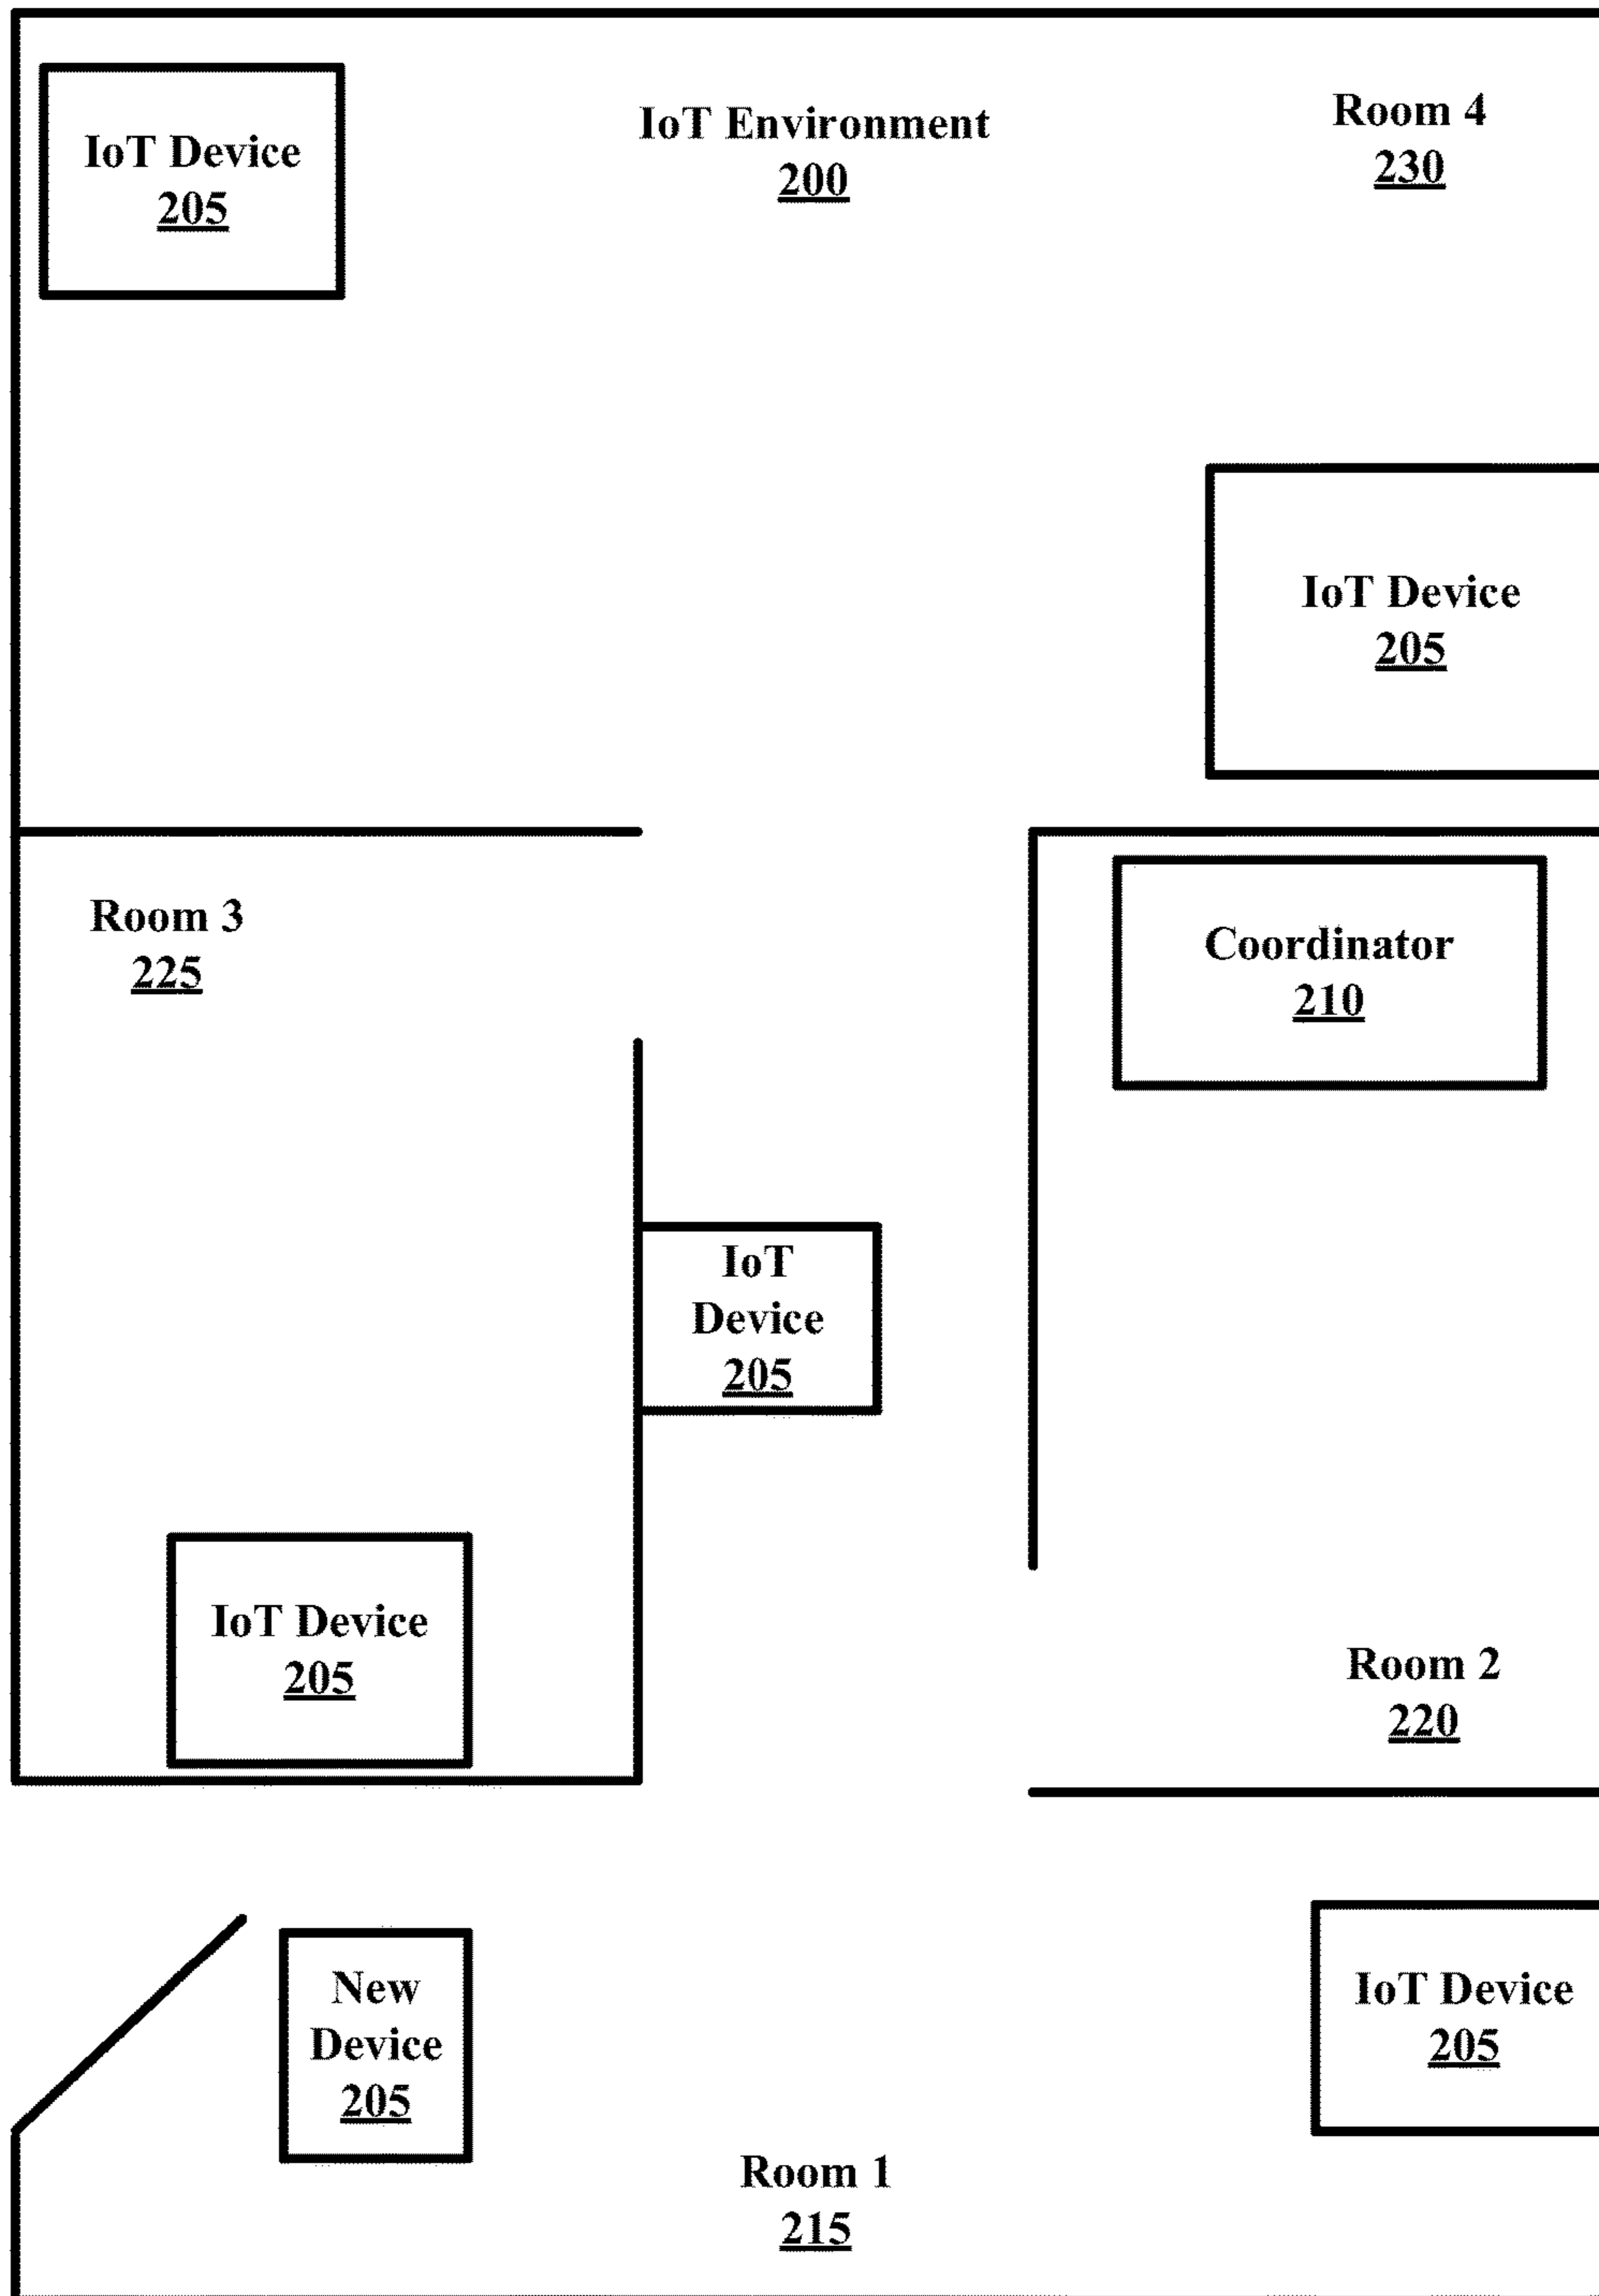 IoT Device
205
IoT Environment
200
Room 4
230
IoT Device
205
Room 3
225
Coordinator
210
IoT
Device
205
IoT Device
205
Room 2
220
New
Device
205
IoT Device
205
Room 1
215